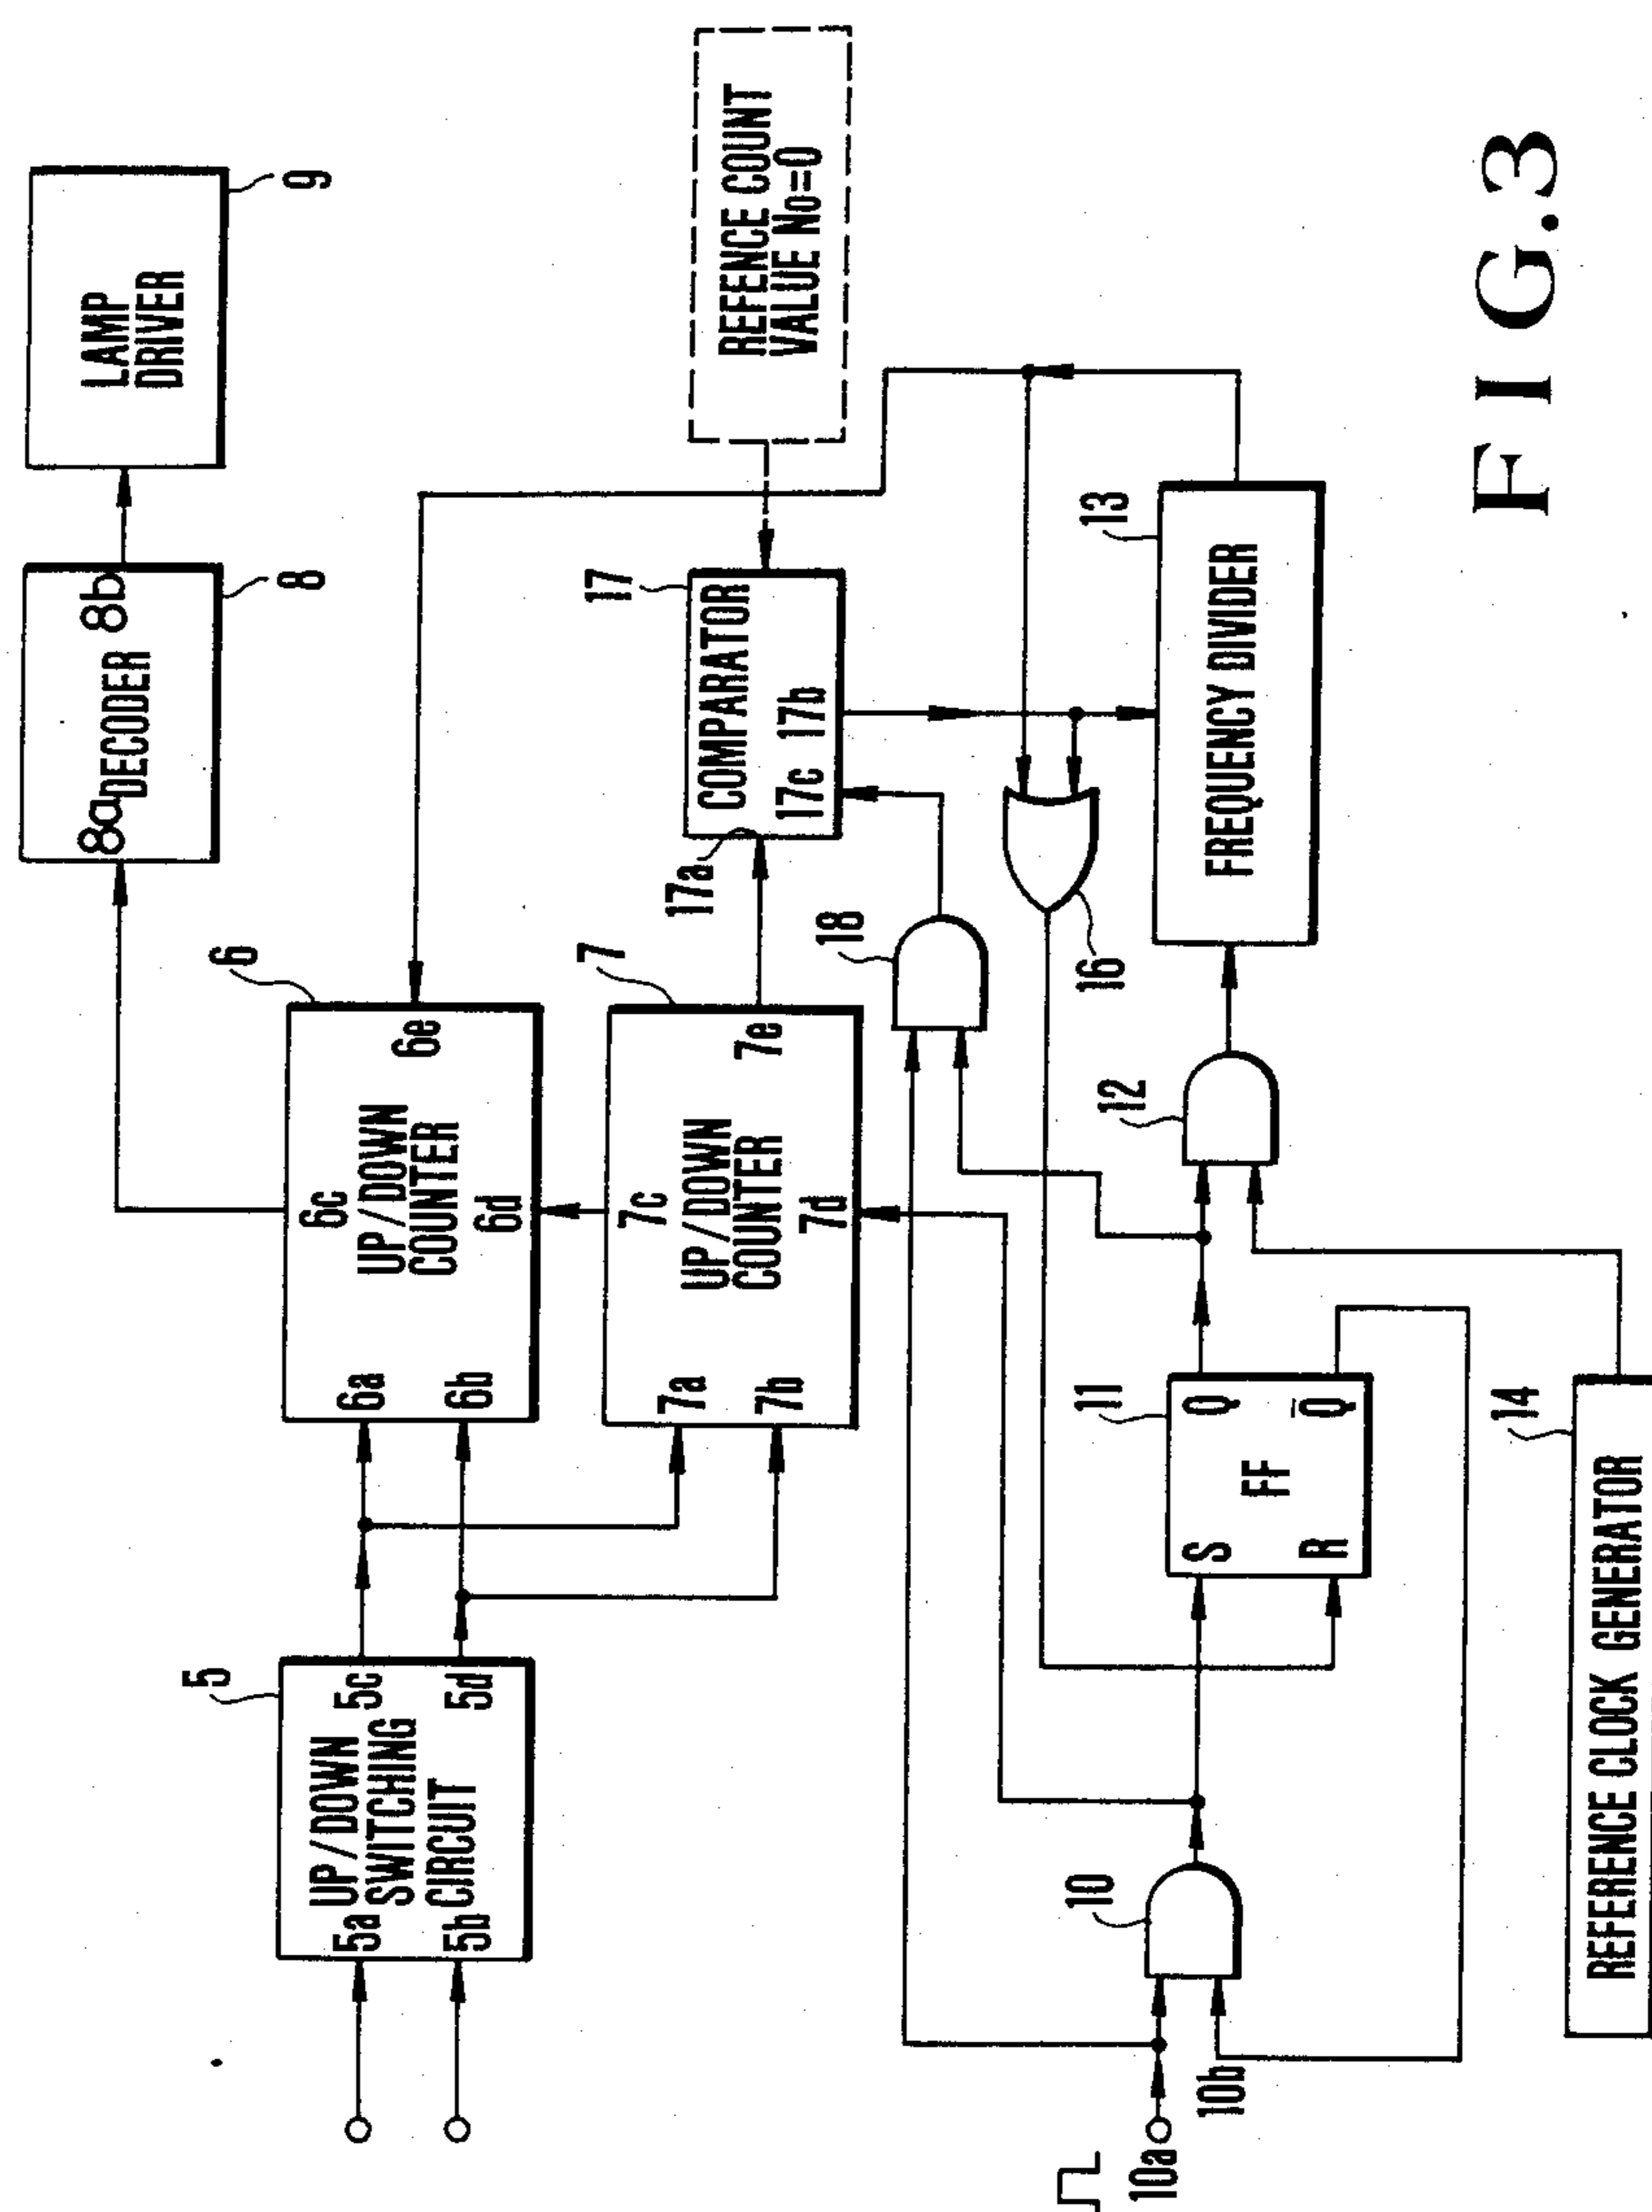 5
UP/DOWN
SWITCHING
CIRCUIT
5a
5b
5c
5d
6
6a
6b
6c
UP/DOWN
COUNTER
6d
6e
7
7a
7b
7c
UP/DOWN
COUNTER
7d
7e
8a
DECODER
8b
8
LAMP
DRIVER
9
17
COMPARATOR
17a
17c
17b
REFENCE COUNT
VALUE N0=0
18
16
10a
10b
10
11
S
Q
FF
R
Q̄
12
13
FREQUENCY DIVIDER
14
REFERENCE CLOCK GENERATOR
FIG.3